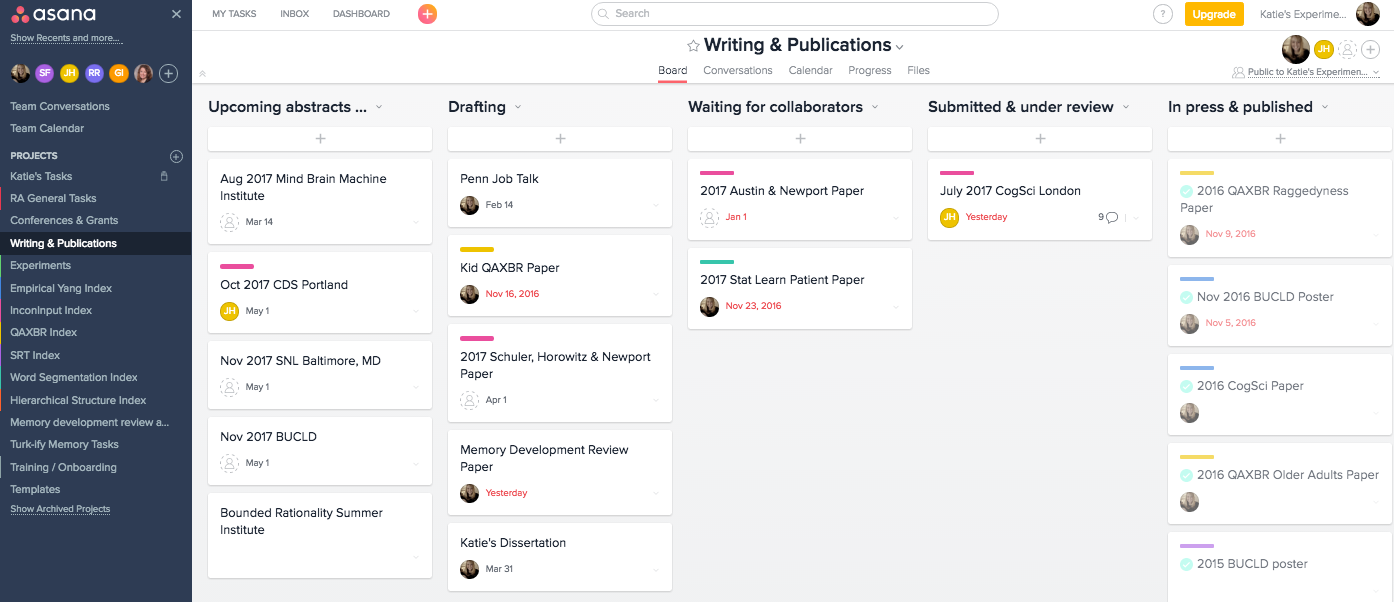 asana
MY TASKS
INBOX
DASHBOARD
+
Search
?
Upgrade
Katie's Experime...
Show Recents and more...
SF
JH
RR
GI
Team Conversations
Team Calendar
PROJECTS
Katie's Tasks
RA General Tasks
Conferences & Grants
Writing & Publications
Experiments
Empirical Yang Index
InconInput Index
QAXBR Index
SRT Index
Word Segmentation Index
Hierarchical Structure Index
Memory development review a...
Turk-ify Memory Tasks
Training / Onboarding
Templates
Show Archived Projects
Writing & Publications
Board
Conversations
Calendar
Progress
Files
JH
Public to Katie's Experimen...
Upcoming abstracts ...
+
Aug 2017 Mind Brain Machine
Institute
Mar 14
Oct 2017 CDS Portland
JH
May 1
Nov 2017 SNL Baltimore, MD
May 1
Nov 2017 BUCLD
May 1
Bounded Rationality Summer
Institute
Drafting
+
Penn Job Talk
Feb 14
Kid QAXBR Paper
Nov 16, 2016
2017 Schuler, Horowitz & Newport
Paper
Apr 1
Memory Development Review
Paper
Yesterday
Katie's Dissertation
Mar 31
Waiting for collaborators
+
2017 Austin & Newport Paper
Jan 1
2017 Stat Learn Patient Paper
Nov 23, 2016
Submitted & under review
+
July 2017 CogSci London
JH
Yesterday
9
In press & published
+
2016 QAXBR Raggedyness
Paper
Nov 9, 2016
Nov 2016 BUCLD Poster
Nov 5, 2016
2016 CogSci Paper
2016 QAXBR Older Adults Paper
2015 BUCLD poster